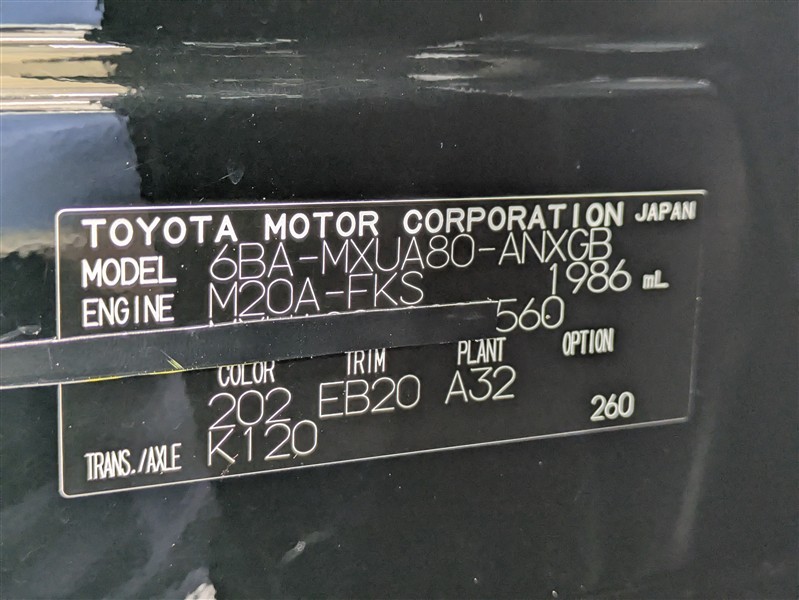 TOYOTA MOTOR CORPORATION JAPAN
MODEL 6BA-MXUA80-ANXGB
ENGINE M20A-FKS 1986 mL
560
COLOR TRIM PLANT OPTION
202 EB20 A32
260
TRANS./AXLE K120